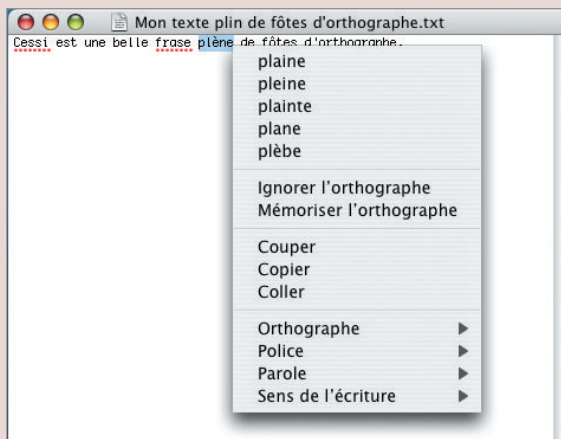 Mon texte plin de fôtes d'orthographe.txt
Cessi est une belle frase plène de fôtes d'orthographe.
plaine
pleine
plainte
plane
plèbe
Ignorer l'orthographe
Mémoriser l'orthographe
Couper
Copier
Coller
Orthographe
Police
Parole
Sens de l'écriture